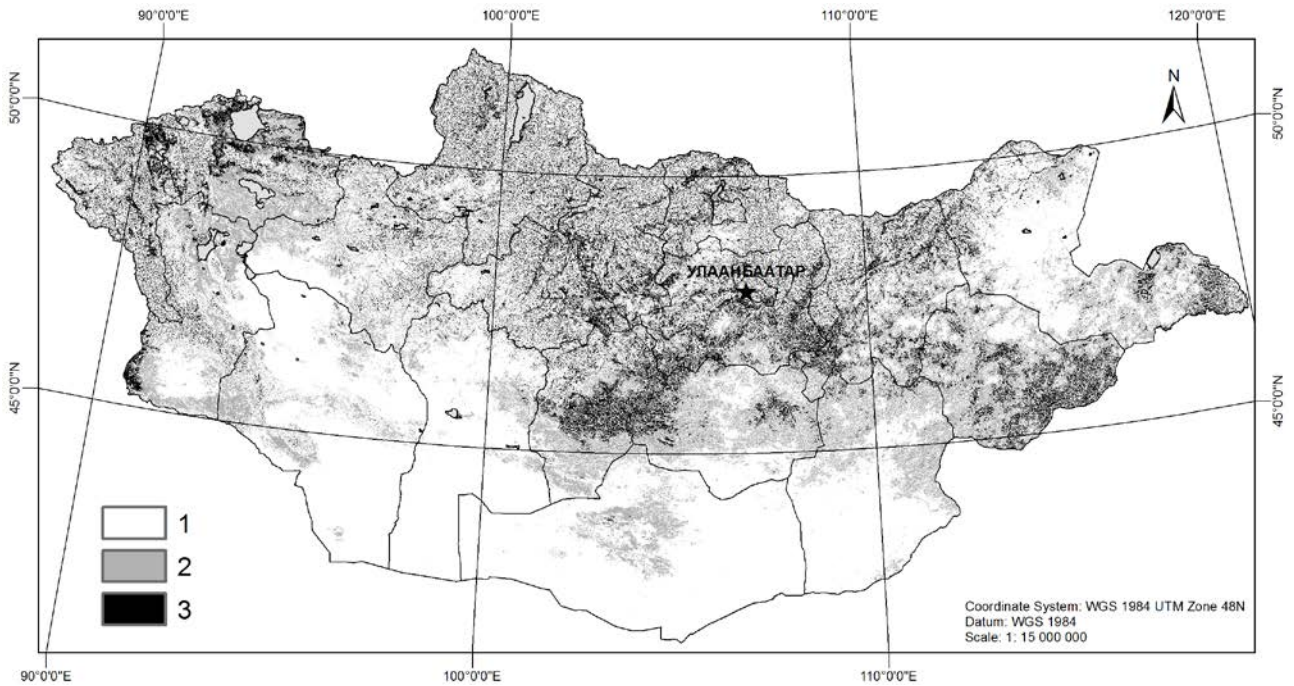 90°0'0"E 100°0'0"E 110°0'0"E 120°0'0"E
50°0'0"N
50°0'0"N
N
УЛААНБААТАР
45°0'0"N
45°0'0"N
1
2
3
Coordinate System: WGS 1984 UTM Zone 48N
Datum: WGS 1984
Scale: 1: 15 000 000
90°0'0"E 100°0'0"E 110°0'0"E